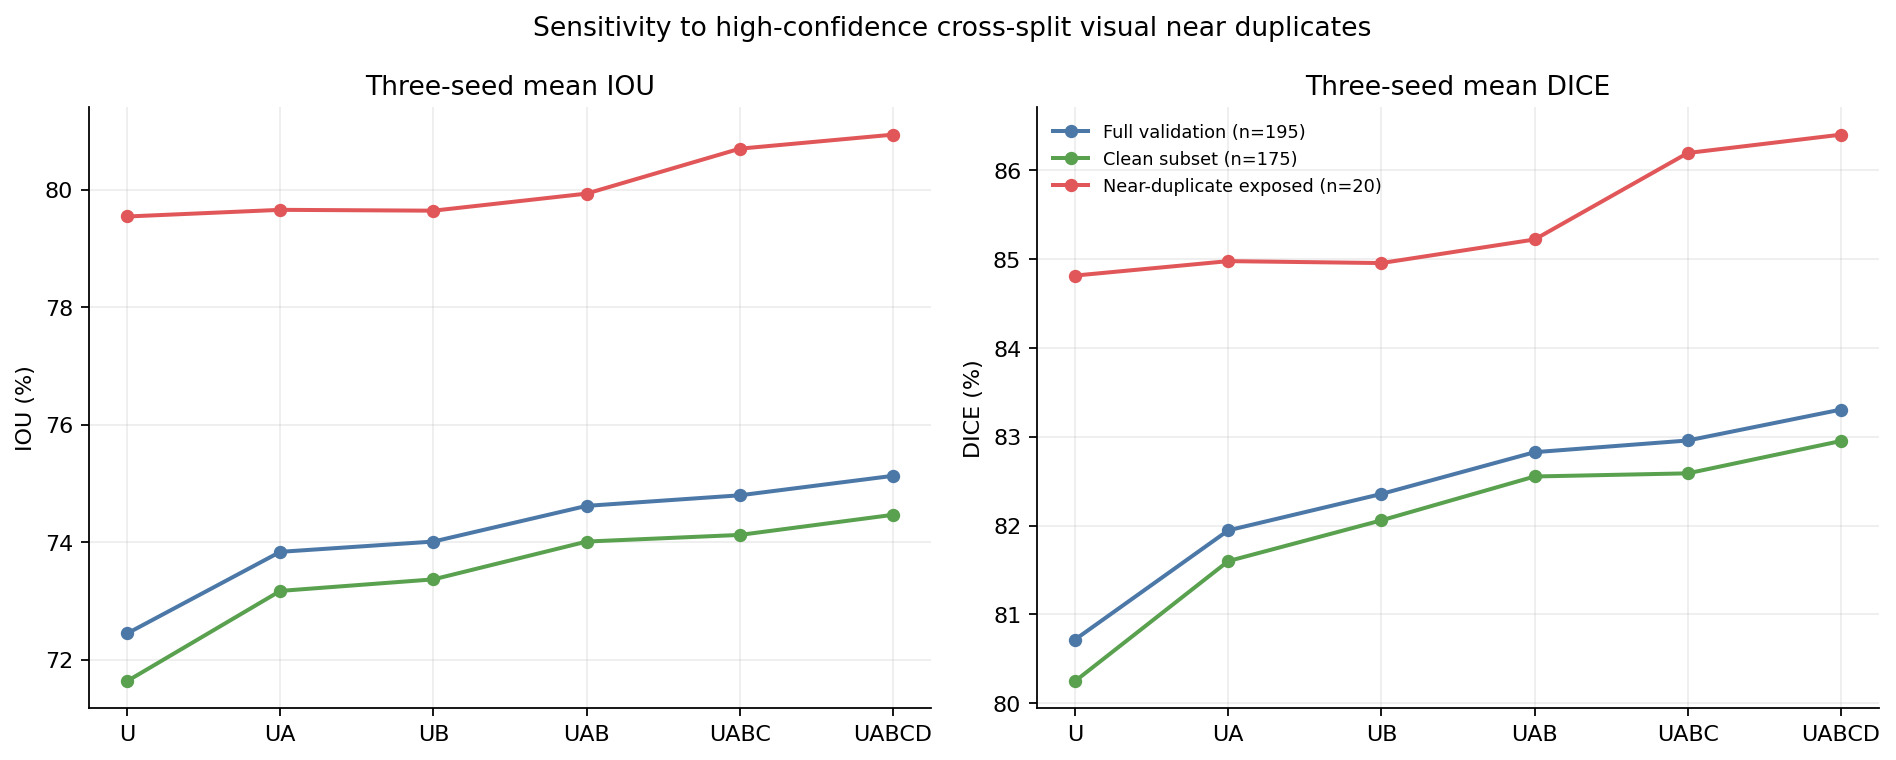 Sensitivity to high-confidence cross-split visual near duplicates
Three-seed mean IOU
IOU (%)
80
78
76
74
72
U UA UB UAB UABC UABCD
Three-seed mean DICE
DICE (%)
86
85
84
83
82
81
80
Full validation (n=195)
Clean subset (n=175)
Near-duplicate exposed (n=20)
U UA UB UAB UABC UABCD